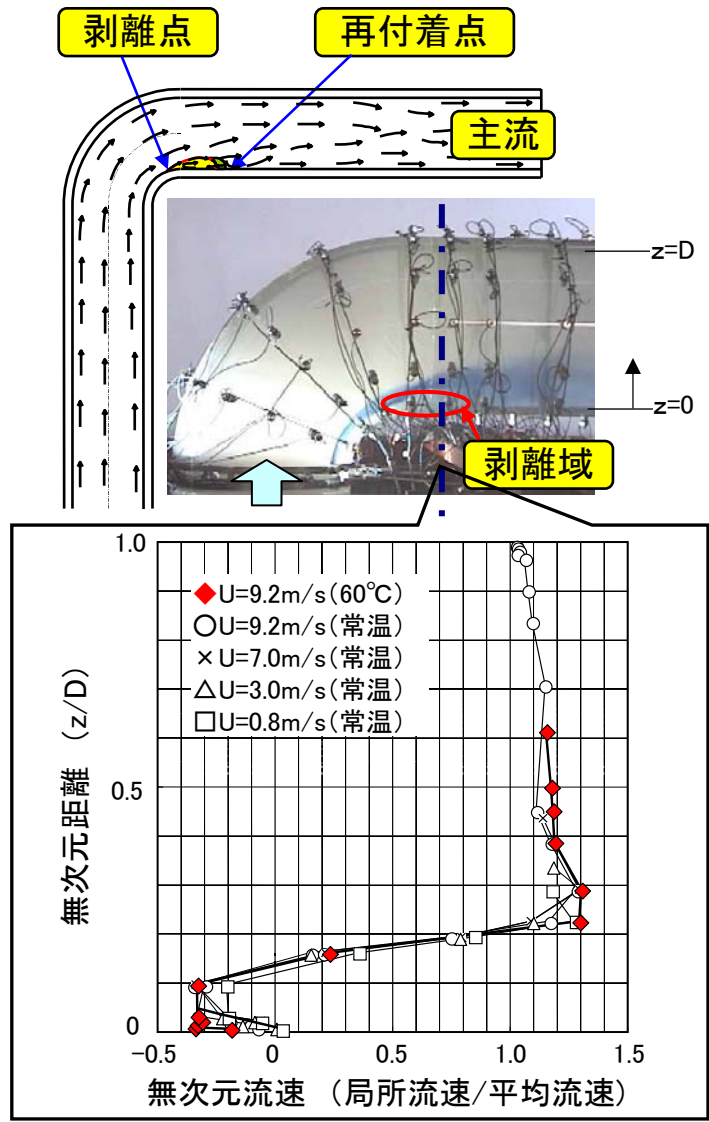 剥離点
再付着点
主流
z=D
z=0
剥離域
1.0
0.5
0
無次元距離 (z/D)
U=9.2m/s(60℃)
U=9.2m/s(常温)
U=7.0m/s(常温)
U=3.0m/s(常温)
U=0.8m/s(常温)
-0.5
0
0.5
1.0
1.5
無次元流速 (局所流速/平均流速)